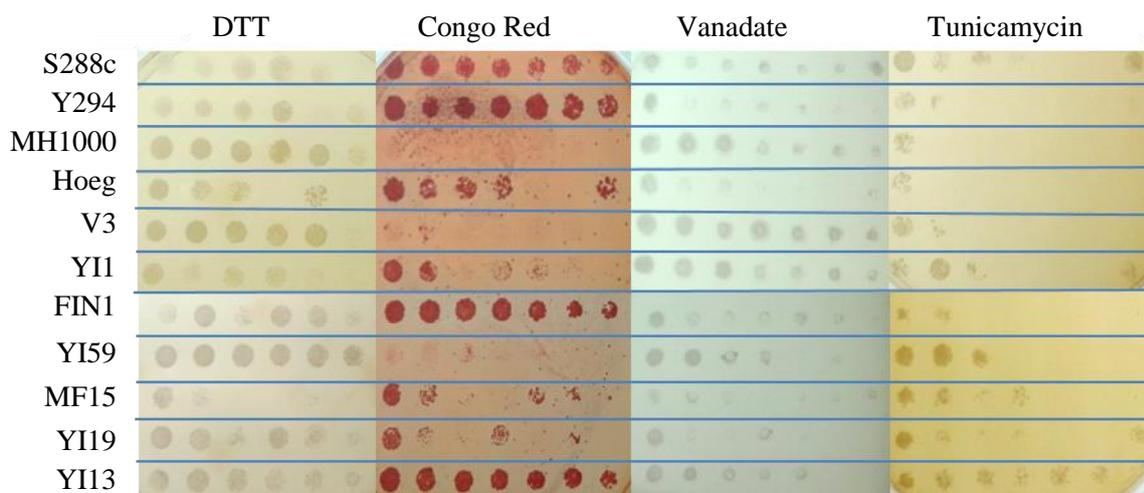 DTT Congo Red Vanadate Tunicamycin
S288c
Y294
MH1000
Hoeg
V3
YI1
FIN1
YI59
MF15
YI19
YI13